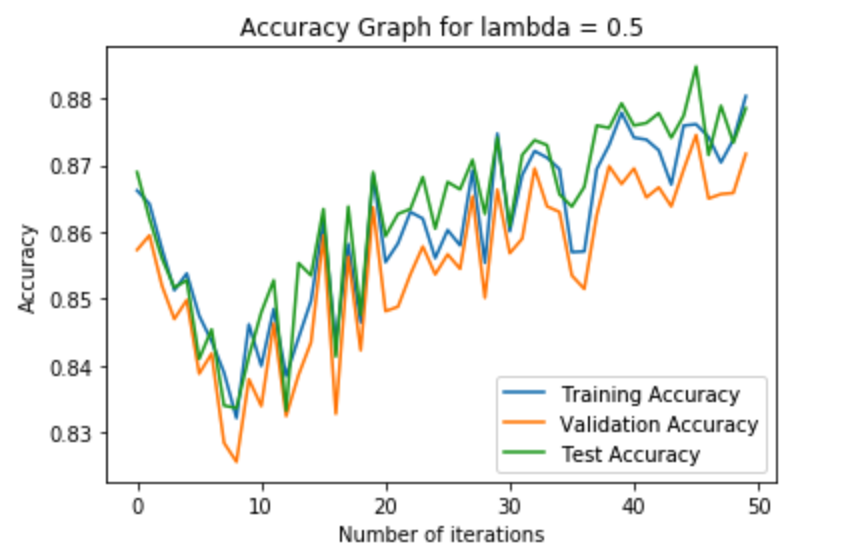 Accuracy Graph for lambda = 0.5
0.88
0.87
0.86
0.85
0.84
0.83
Accuracy
Training Accuracy
Validation Accuracy
Test Accuracy
0 10 20 30 40 50
Number of iterations